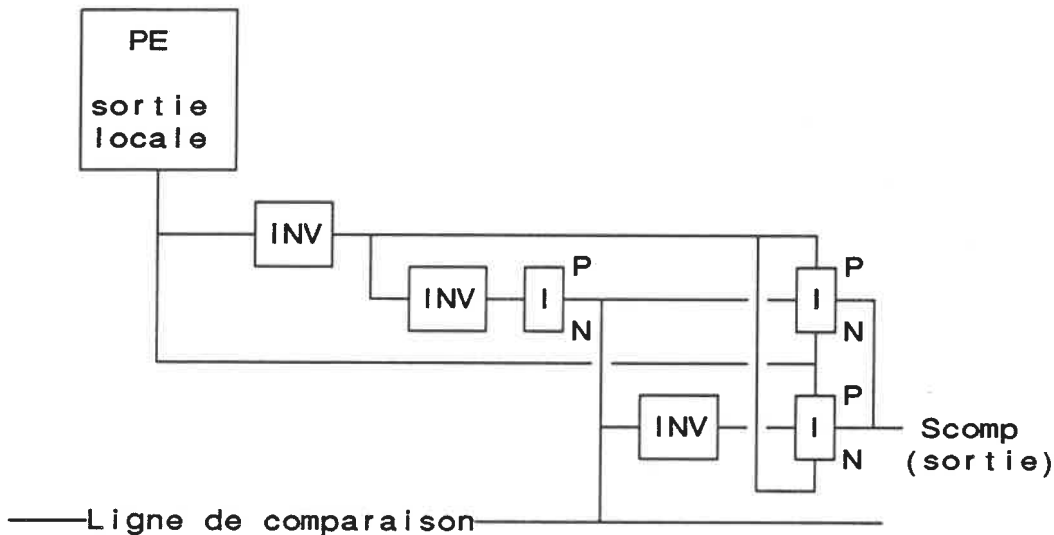 PE
sortie
locale
INV
INV
I
P
N
I
P
N
INV
I
P
N
Scomp
(sortie)
Ligne de comparaison